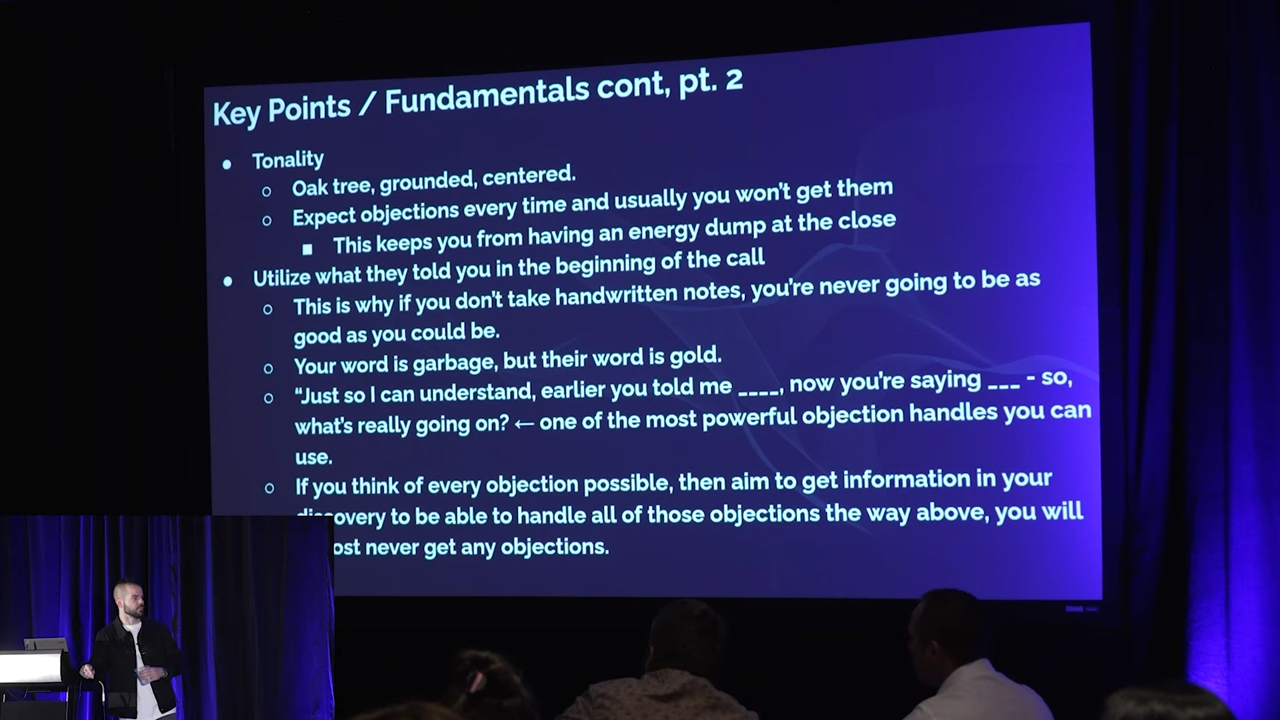 Key Points / Fundamentals cont, pt. 2
● Tonality
○ Oak tree, grounded, centered.
○ Expect objections every time and usually you won't get them
■ This keeps you from having an energy dump at the close
● Utilize what they told you in the beginning of the call
○ This is why if you don't take handwritten notes, you're never going to be as
good as you could be.
○ Your word is garbage, but their word is gold.
○ “Just so I can understand, earlier you told me ____, now you're saying ___ - so,
what's really going on? ← one of the most powerful objection handles you can
use.
○ If you think of every objection possible, then aim to get information in your
to be able to handle all of those objections the way above, you will
never get any objections.